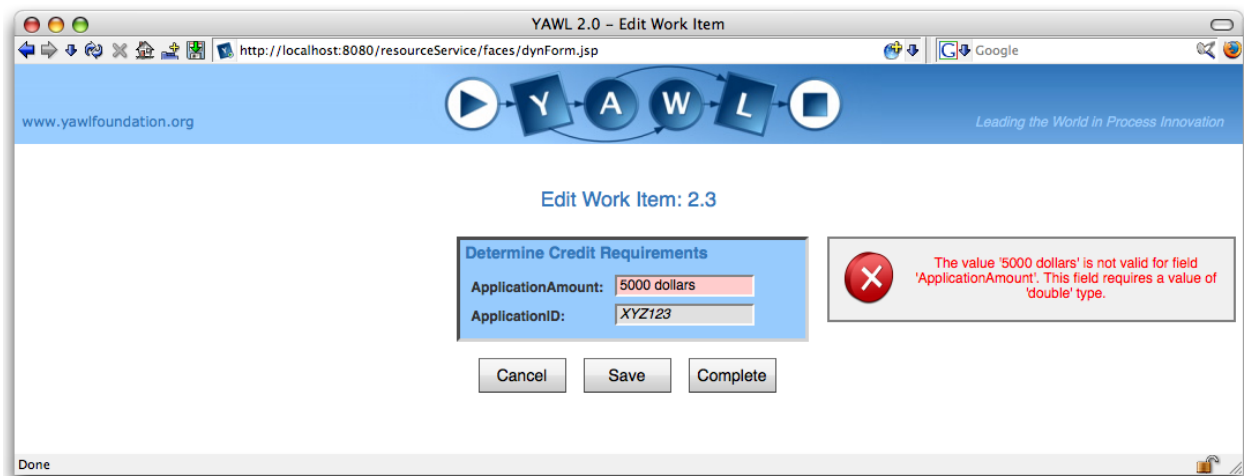 YAWL 2.0 – Edit Work Item
http://localhost:8080/resourceService/faces/dynForm.jsp
G Google
www.yawlfoundation.org
Y A W L
Leading the World in Process Innovation
Edit Work Item: 2.3
Determine Credit Requirements
ApplicationAmount: 5000 dollars
ApplicationID: XYZ123
The value '5000 dollars' is not valid for field
'ApplicationAmount'. This field requires a value of
'double' type.
Cancel Save Complete
Done